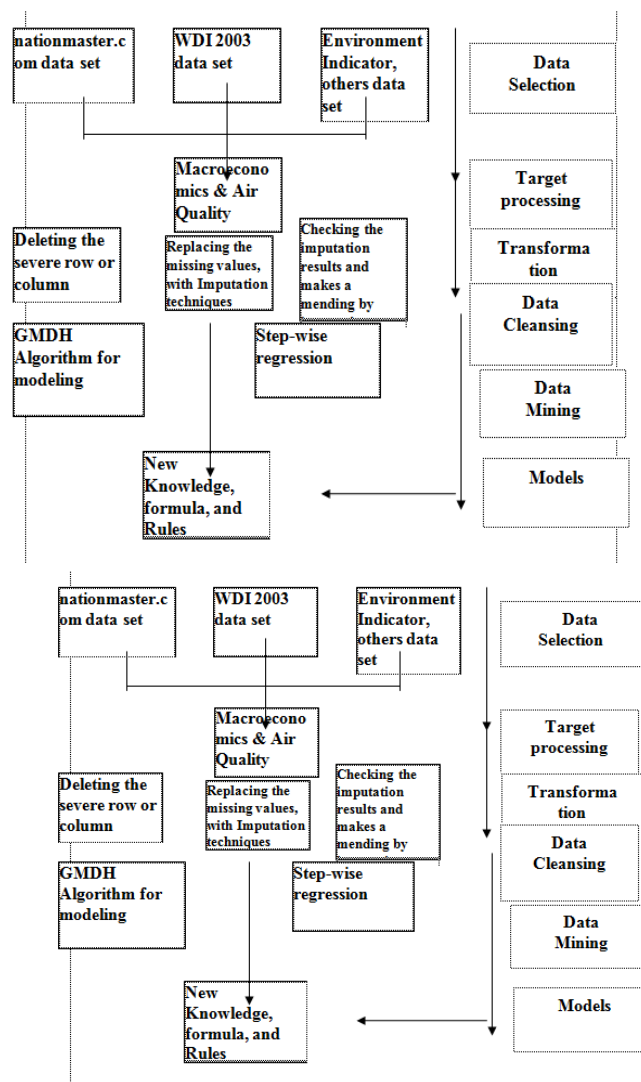 nationmaster.c
om data set
WDI 2003
data set
Environment
Indicator,
others data
set
Data
Selection
Macroecono
mics & Air
Quality
Target
processing
Deleting the
severe row or
column
Replacing the
missing values,
with Imputation
techniques
Checking the
imputation
results and
makes a
mending by
Transforma
tion
Data
Cleansing
GMDH
Algorithm for
modeling
Step-wise
regression
Data
Mining
New
Knowledge,
formula, and
Rules
Models
nationmaster.c
om data set
WDI 2003
data set
Environment
Indicator,
others data
set
Data
Selection
Macroecono
mics & Air
Quality
Target
processing
Deleting the
severe row or
column
Replacing the
missing values,
with Imputation
techniques
Checking the
imputation
results and
makes a
mending by
Transforma
tion
Data
Cleansing
GMDH
Algorithm for
modeling
Step-wise
regression
Data
Mining
New
Knowledge,
formula, and
Rules
Models